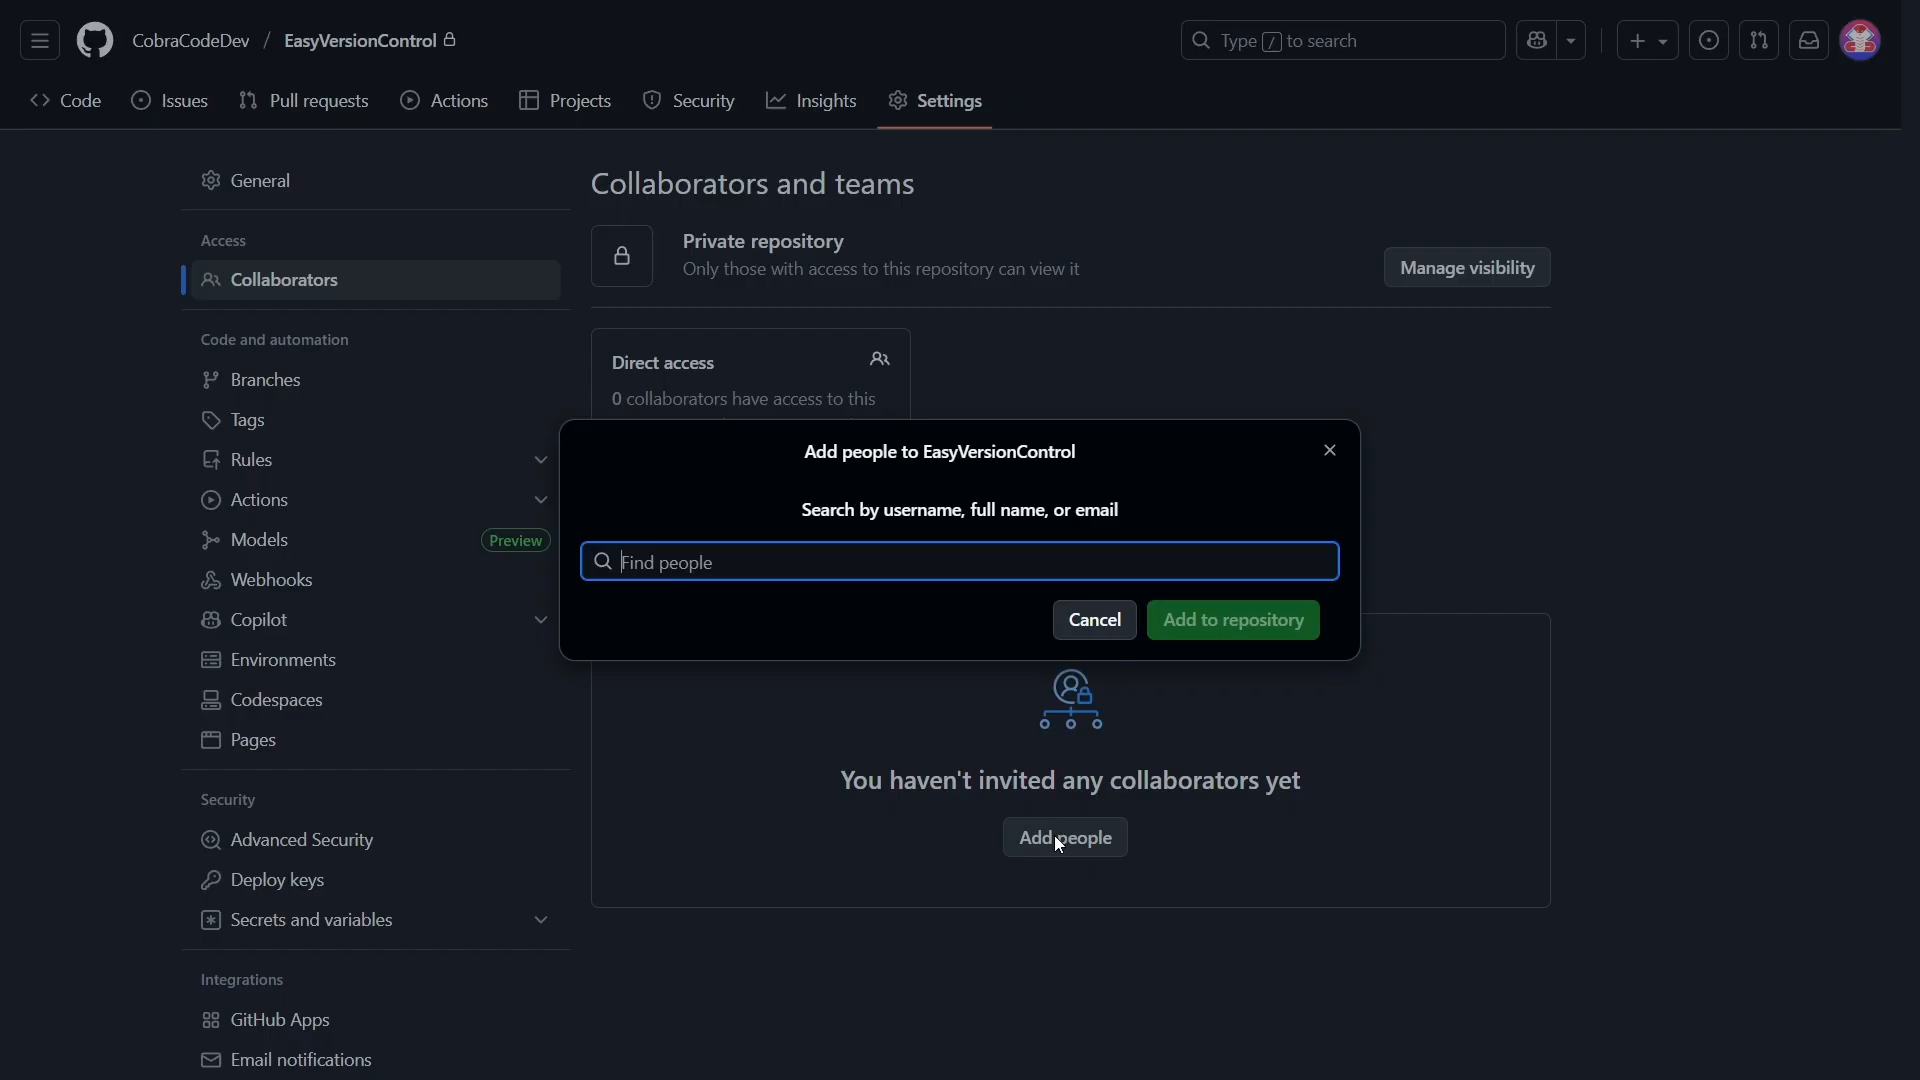 CobraCodeDev / EasyVersionControl
Type / to search
Code
Issues
Pull requests
Actions
Projects
Security
Insights
Settings
General
Access
Collaborators
Code and automation
Branches
Tags
Rules
Actions
Models
Preview
Webhooks
Copilot
Environments
Codespaces
Pages
Security
Advanced Security
Deploy keys
Secrets and variables
Integrations
GitHub Apps
Email notifications
Collaborators and teams
Private repository
Only those with access to this repository can view it
Manage visibility
Direct access
0 collaborators have access to this
Add people to EasyVersionControl
Search by username, full name, or email
Find people
Cancel
Add to repository
You haven't invited any collaborators yet
Add people